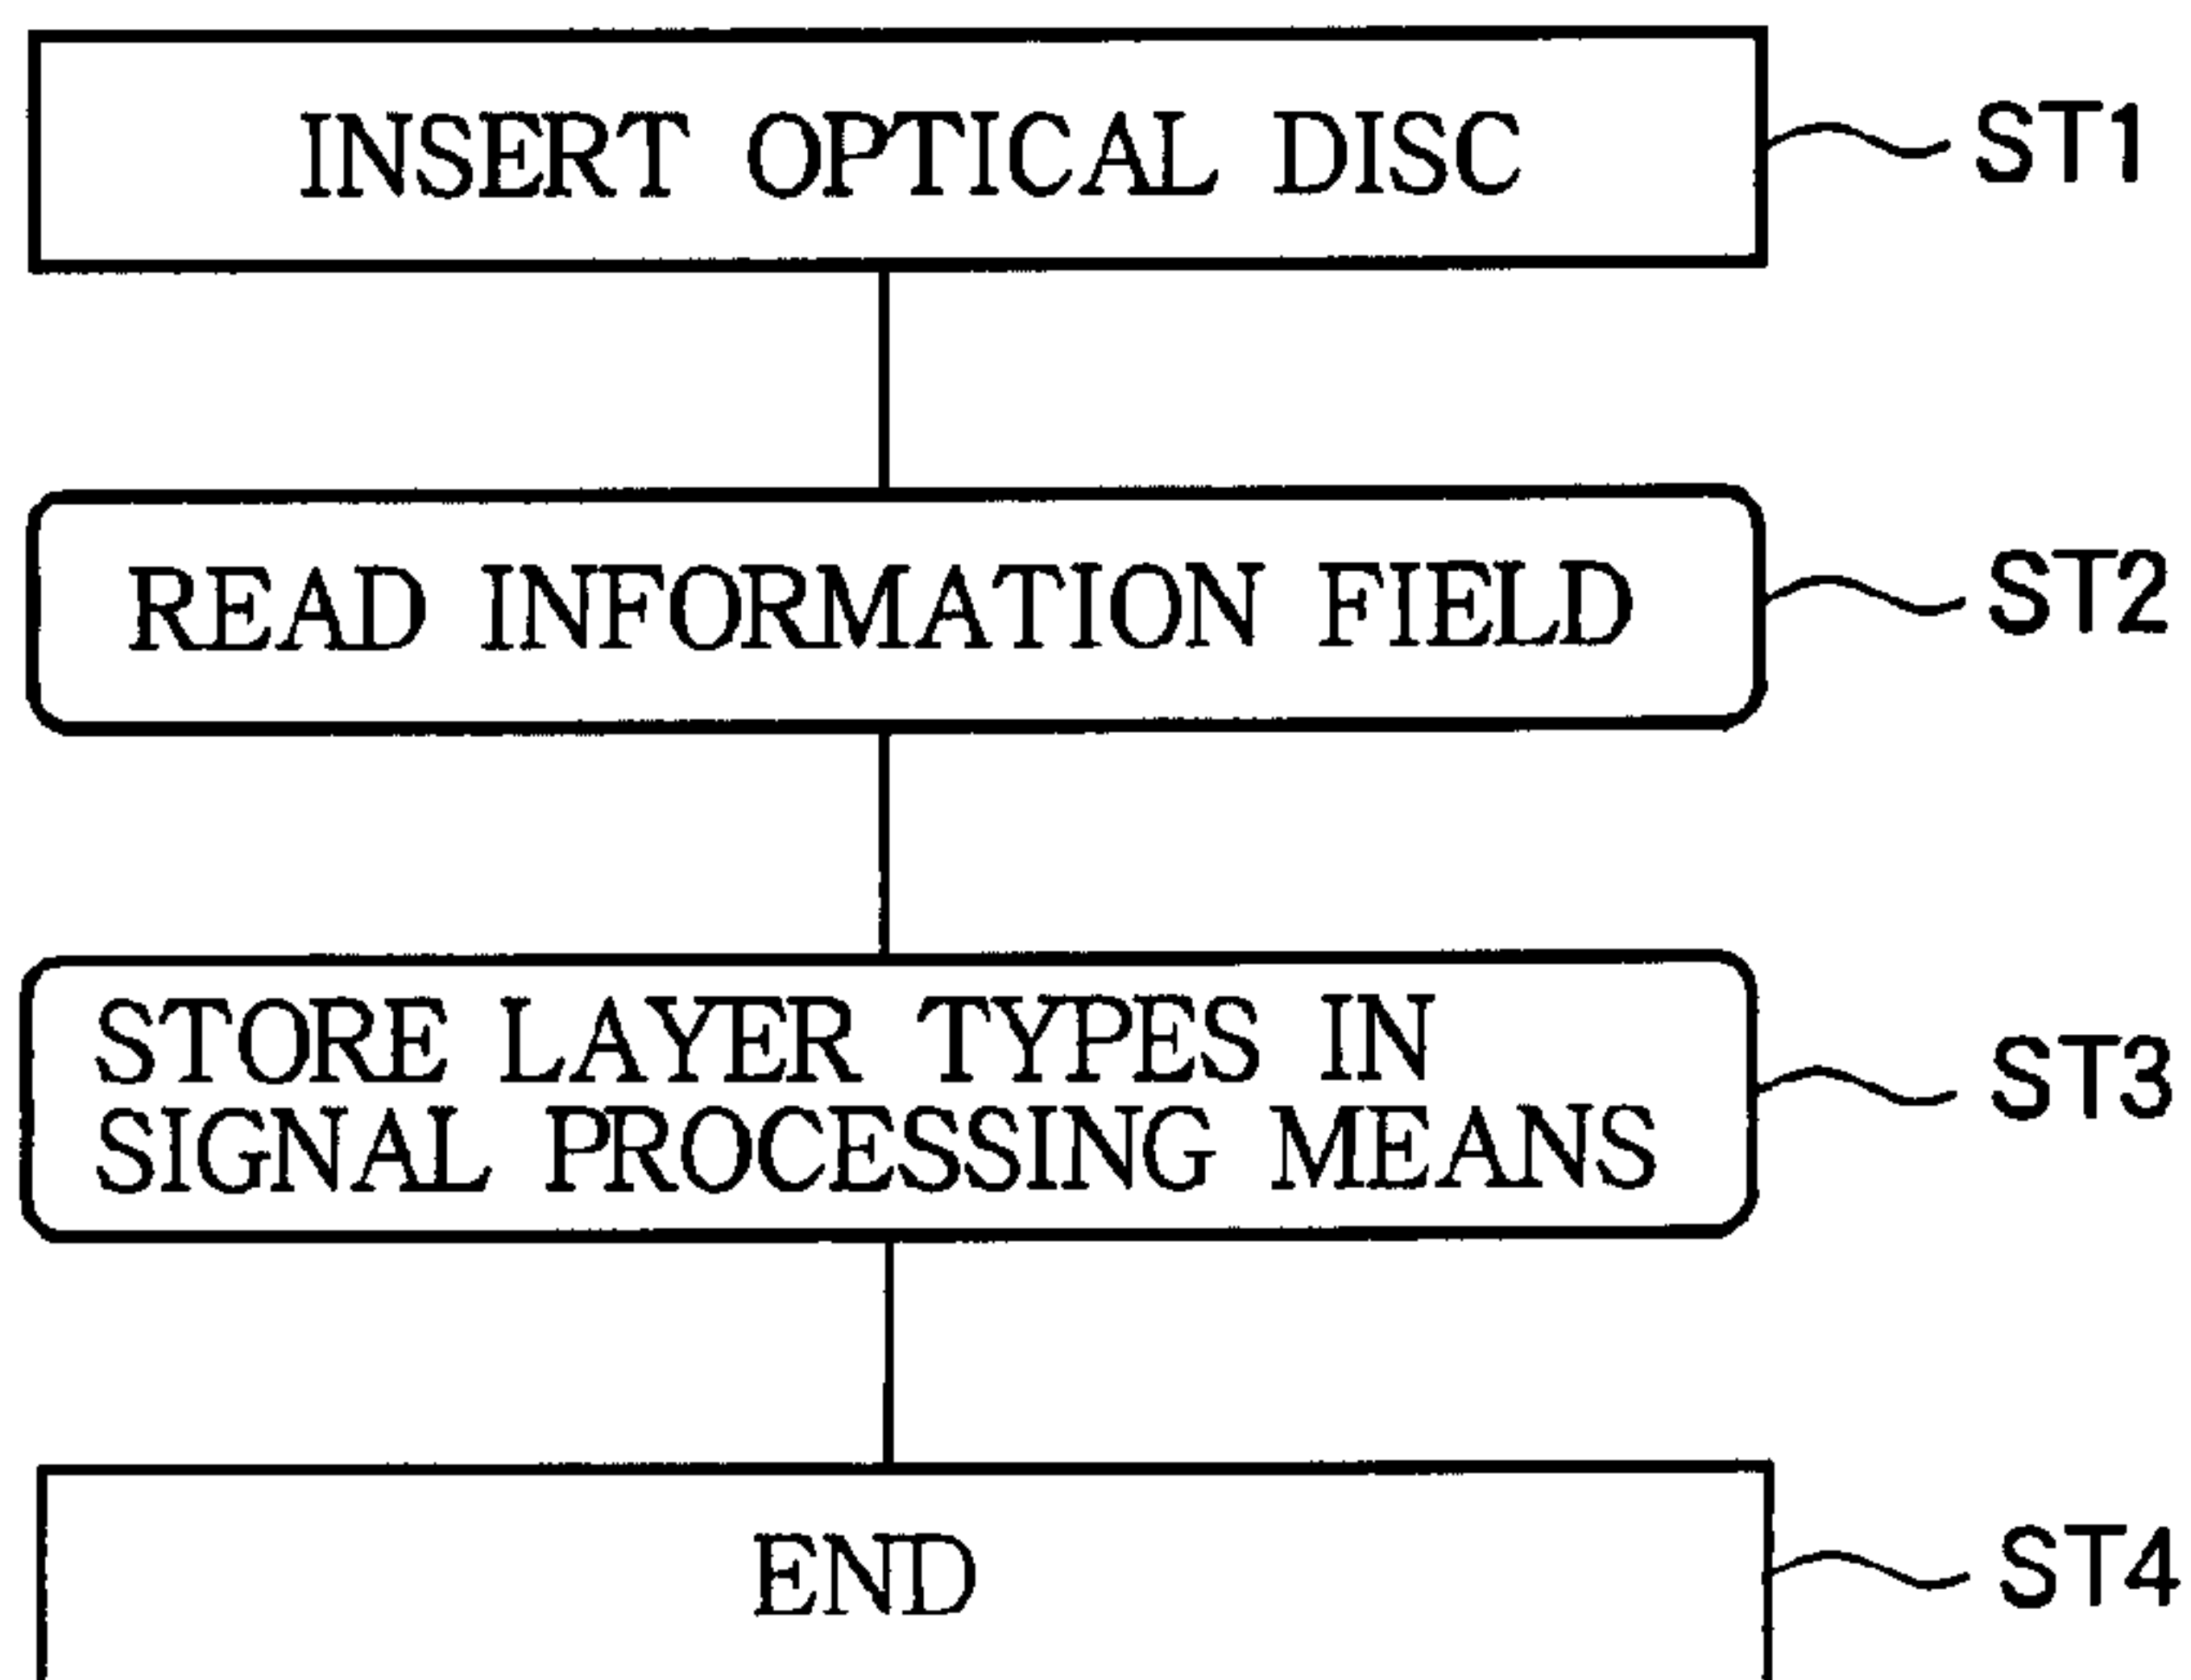 INSERT OPTICAL DISC
ST1
READ INFORMATION FIELD
ST2
STORE LAYER TYPES IN
SIGNAL PROCESSING MEANS
ST3
END
ST4